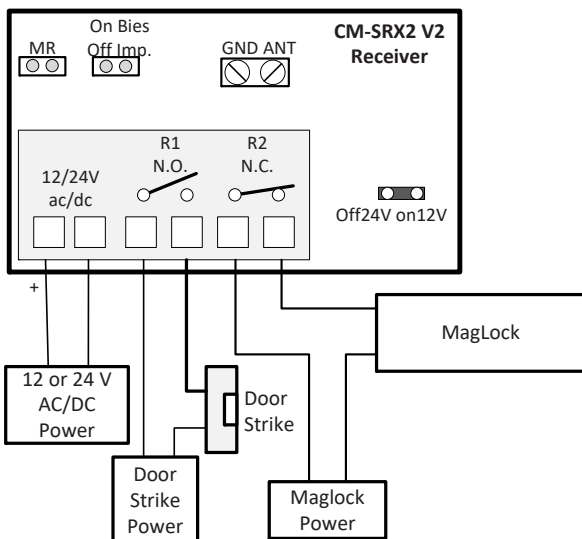 On Bies
MR
Off Imp.
GND ANT
CM-SRX2 V2
Receiver
R1
N.O.
R2
N.C.
12/24V
ac/dc
Off24V on12V
+
MagLock
12 or 24 V
AC/DC
Power
Door
Strike
Door
Strike
Power
Maglock
Power